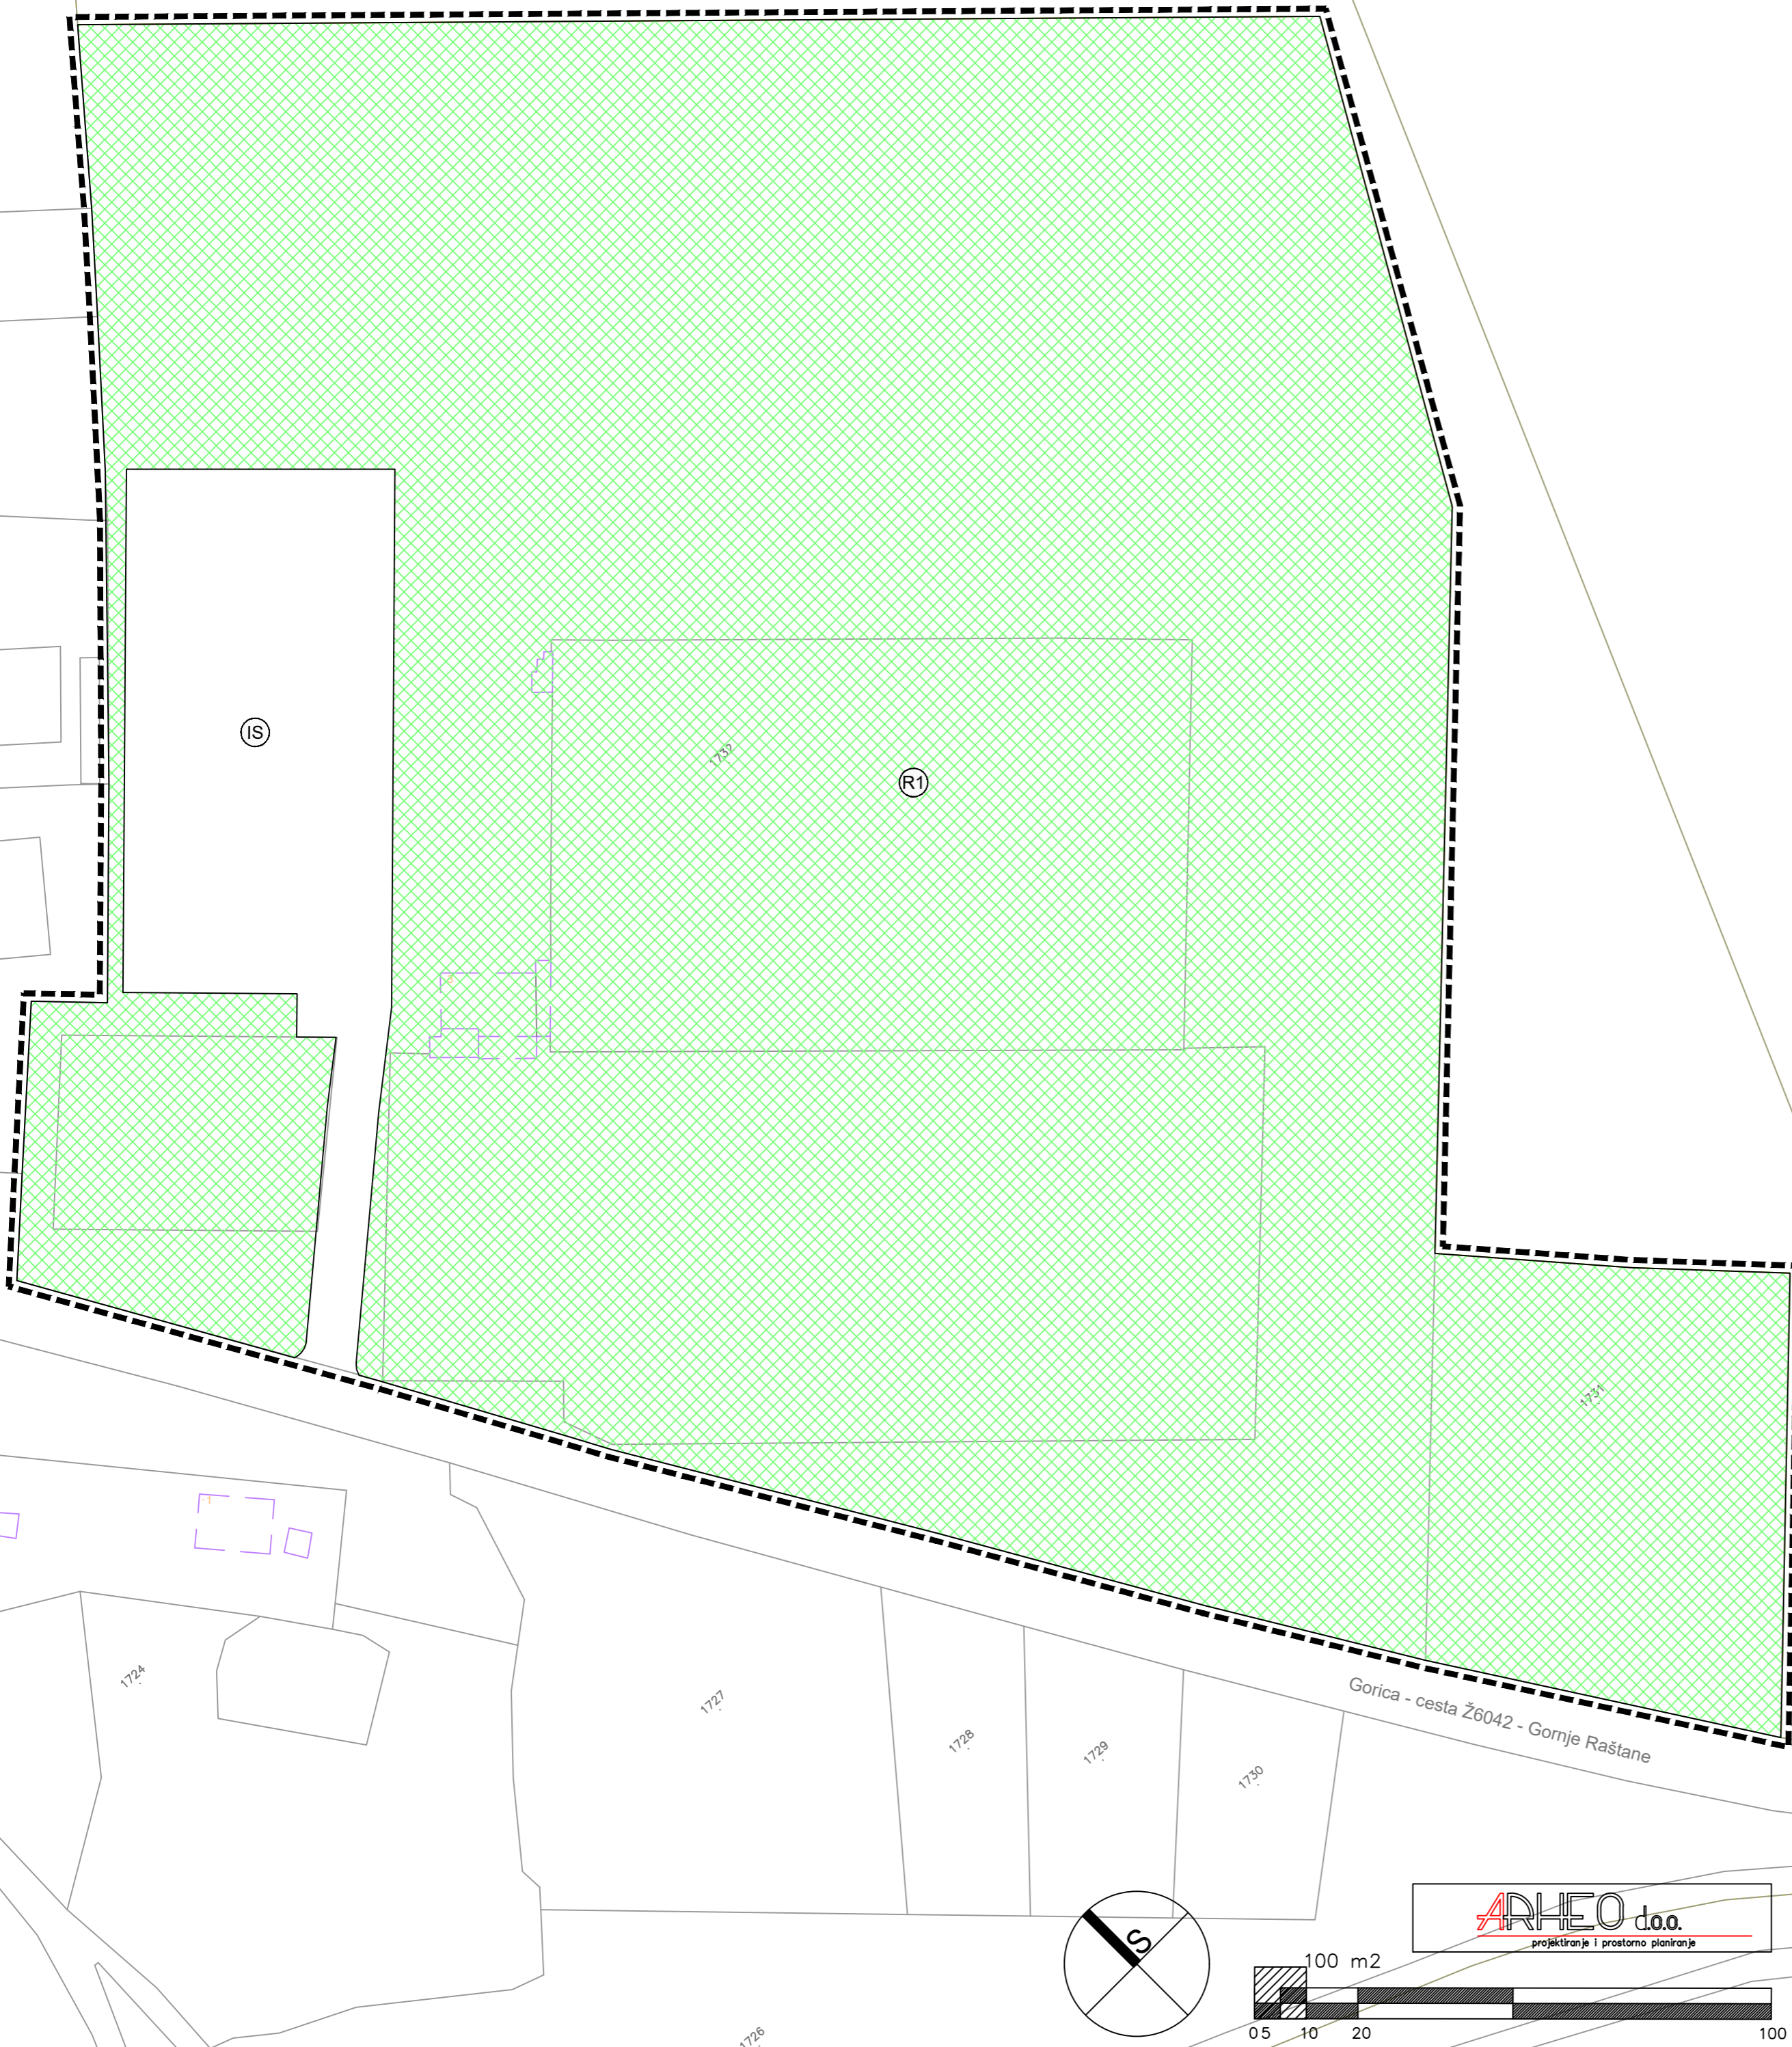 IS
1732
R1
1731
-1
1724
1727
1728
1729
1730
Gorica - cesta Ž6042 - Gornje Raštane
1726
S
ARHEO d.o.o.
projektiranje i prostorno planiranje
100 m2
0 5 10 20 100